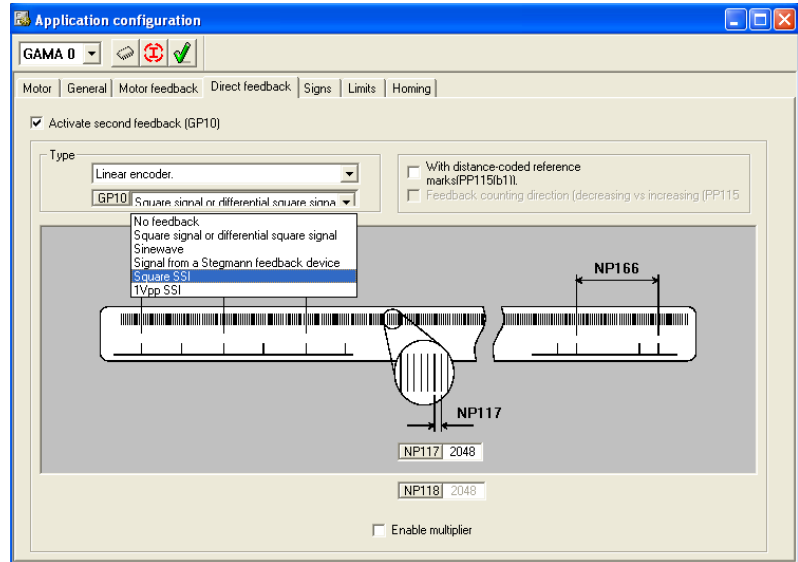 Application configuration
GAMA 0
Motor
General
Motor feedback
Direct feedback
Signs
Limits
Homing
Activate second feedback (GP10)
Type
Linear encoder.
GP10
Square signal or differential square signa
No feedback
Square signal or differential square signal
Sinewave
Signal from a Stegmann feedback device
Square SSI
1Vpp SSI
With distance-coded reference
marks(PP115(b1)).
Feedback counting direction (decreasing vs increasing (PP115
NP166
NP117
NP117 2048
NP118 2048
Enable multiplier